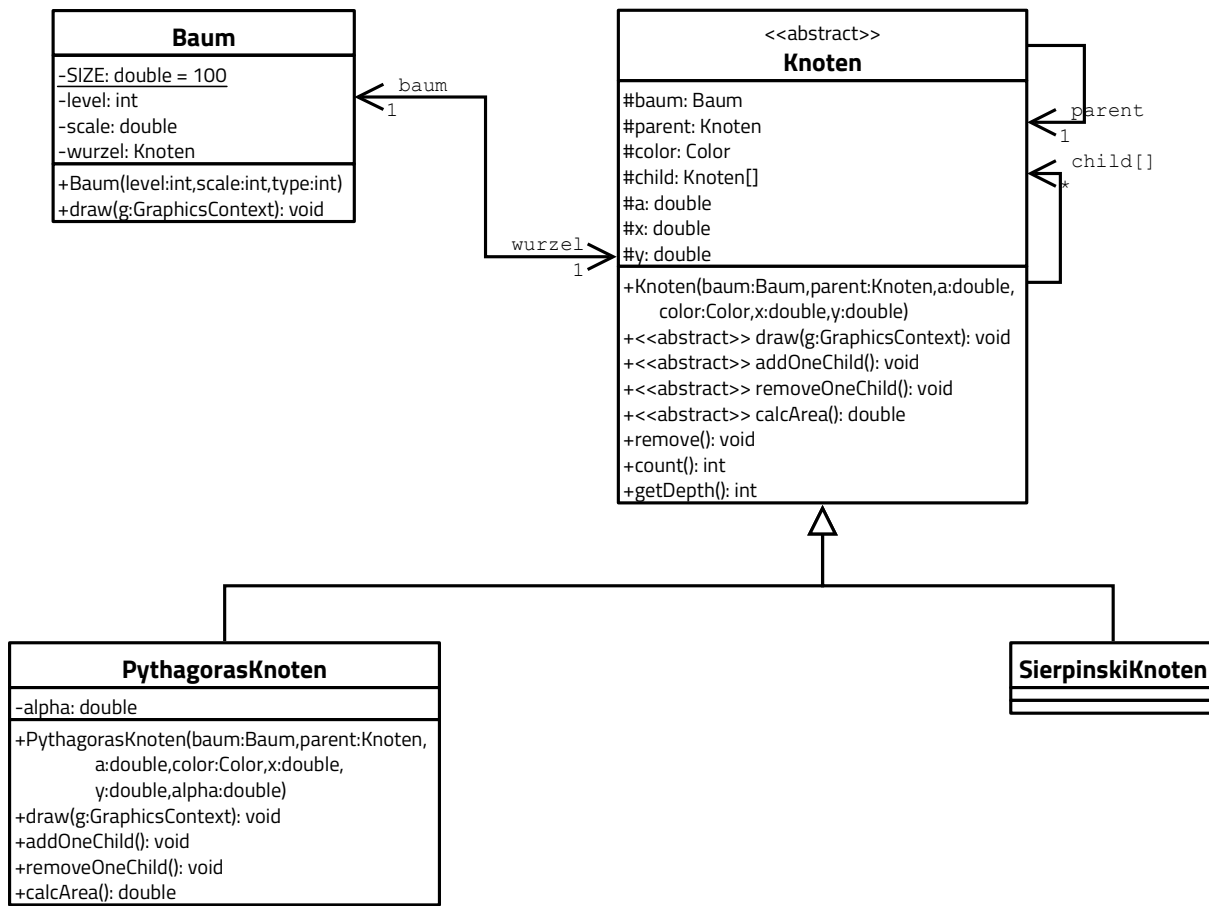 Baum
-SIZE: double = 100
-level: int
-scale: double
-wurzel: Knoten
+Baum(level:int,scale:int,type:int)
+draw(g:GraphicsContext): void
baum
1
wurzel
1
<<abstract>>
Knoten
#baum: Baum
#parent: Knoten
#color: Color
#child: Knoten[]
#a: double
#x: double
#y: double
+Knoten(baum:Baum,parent:Knoten,a:double,
color:Color,x:double,y:double)
+<<abstract>> draw(g:GraphicsContext): void
+<<abstract>> addOneChild(): void
+<<abstract>> removeOneChild(): void
+<<abstract>> calcArea(): double
+remove(): void
+count(): int
+getDepth(): int
parent
1
child[]
*
PythagorasKnoten
-alpha: double
+PythagorasKnoten(baum:Baum,parent:Knoten,
a:double,color:Color,x:double,
y:double,alpha:double)
+draw(g:GraphicsContext): void
+addOneChild(): void
+removeOneChild(): void
+calcArea(): double
SierpinskiKnoten